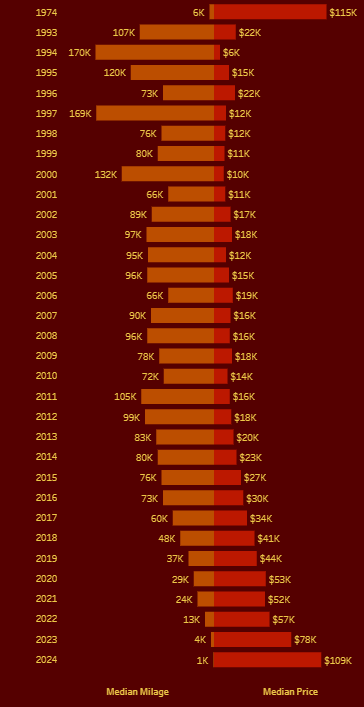 1974 6K $115K
1993 107K $22K
1994 170K $6K
1995 120K $15K
1996 73K $22K
1997 169K $12K
1998 76K $12K
1999 80K $11K
2000 132K $10K
2001 66K $11K
2002 89K $17K
2003 97K $18K
2004 95K $12K
2005 96K $15K
2006 66K $19K
2007 90K $16K
2008 96K $16K
2009 78K $18K
2010 72K $14K
2011 105K $16K
2012 99K $18K
2013 83K $20K
2014 80K $23K
2015 76K $27K
2016 73K $30K
2017 60K $34K
2018 48K $41K
2019 37K $44K
2020 29K $53K
2021 24K $52K
2022 13K $57K
2023 4K $78K
2024 1K $109K
Median Milage Median Price